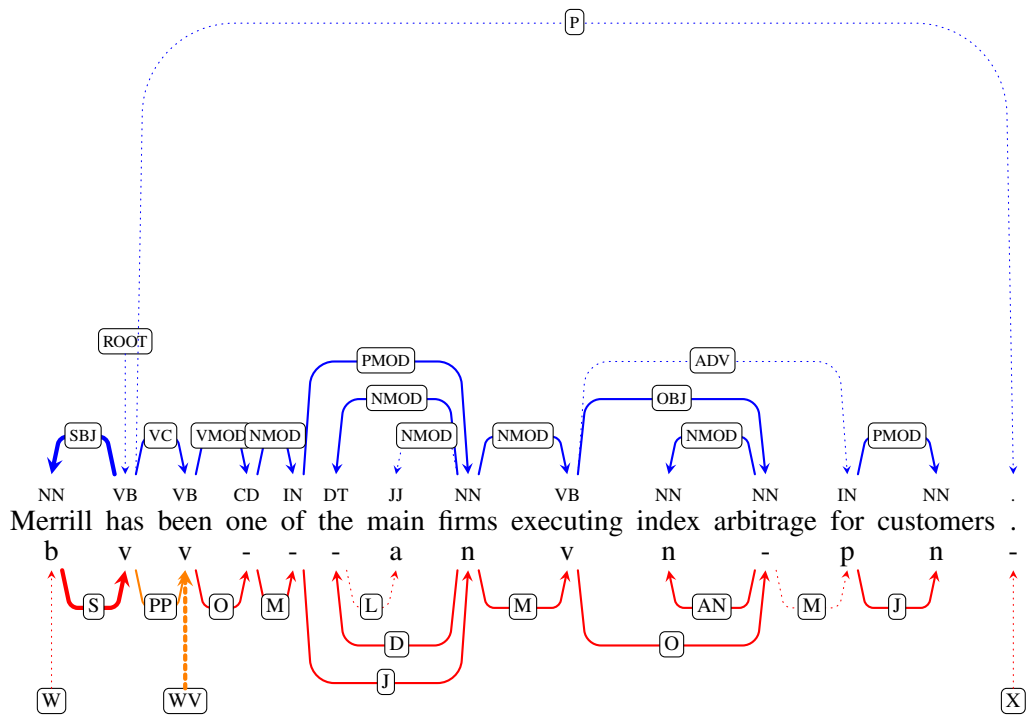 P
ROOT
PMOD ADV
NMOD OBJ
SBJ VC VMOD NMOD NMOD NMOD NMOD PMOD
NN VB VB CD IN DT JJ NN VB NN NN IN NN .
Merrill has been one of the main firms executing index arbitrage for customers .
b v v - - - a n v n - p n -
S PP O M L M AN M J
D O
J
W WV X